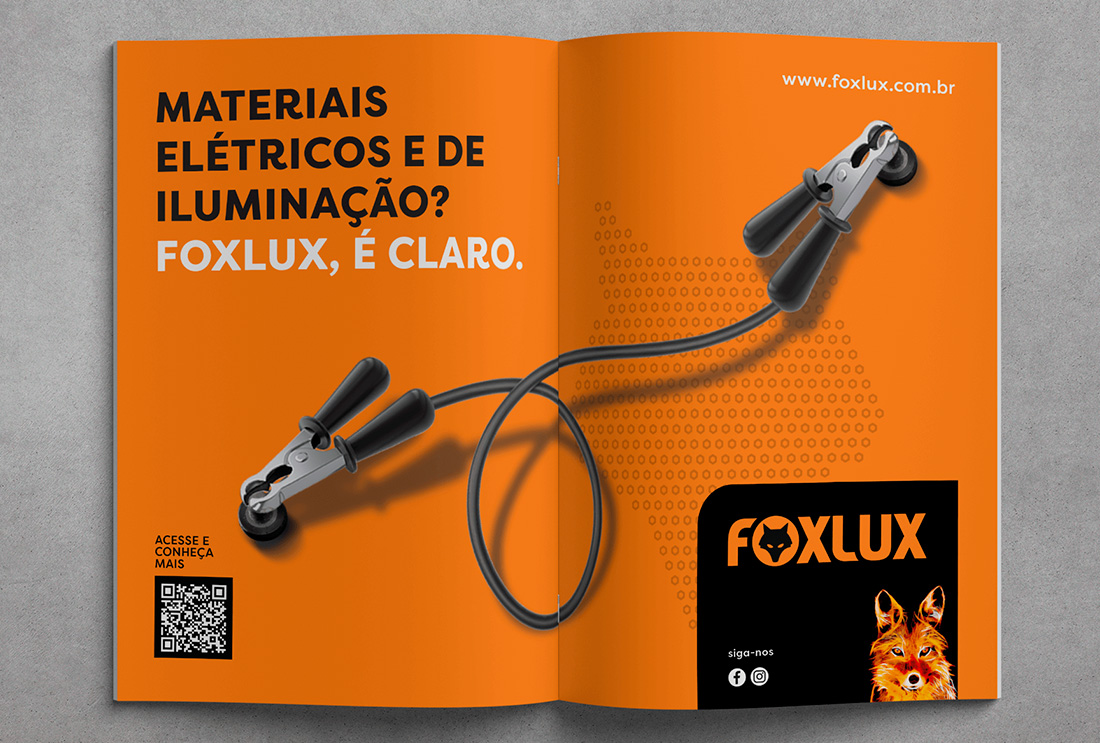 MATERIAIS
ELÉTRICOS E DE
ILUMINAÇÃO?
FOXLUX, É CLARO.
www.foxlux.com.br
ACESSE E
CONHEÇA
MAIS
FOXLUX
siga-nos